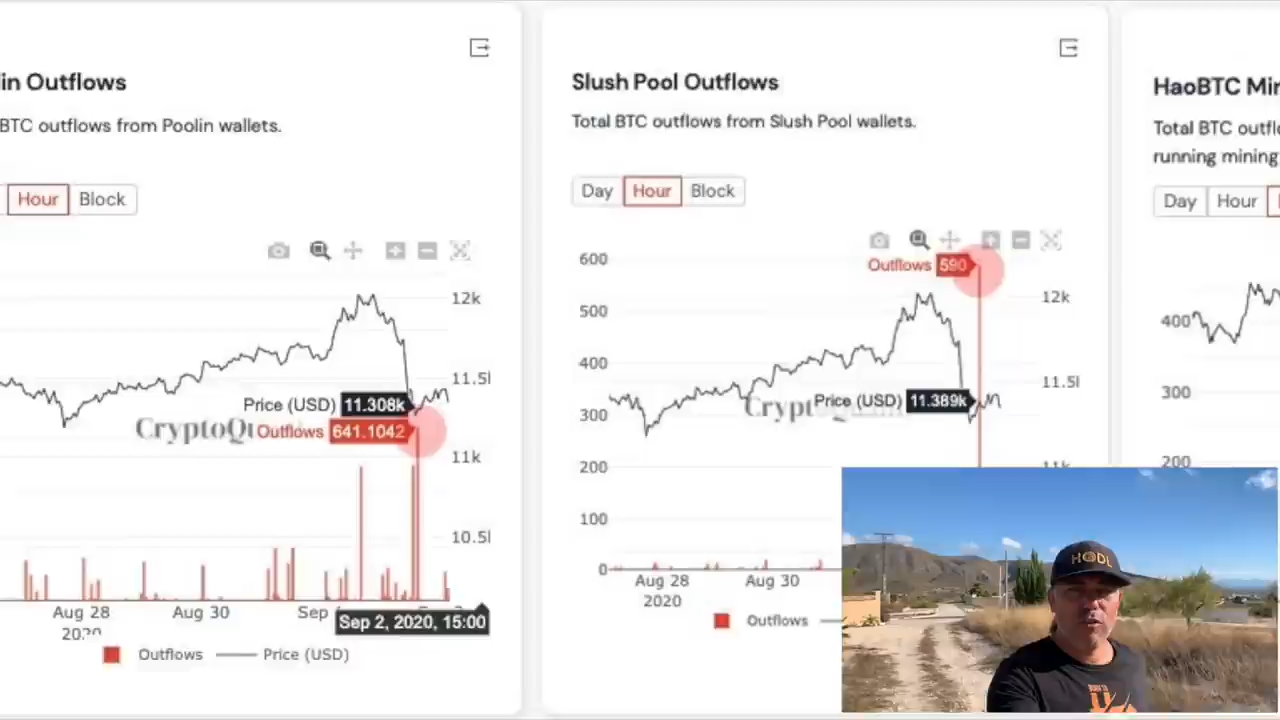 in Outflows
BTC outflows from Poolin wallets.
Hour
Block
Price (USD) 11.308k
Outflows 641.1042
12k
11.5
11k
10.5
Aug 28
Aug 30
Sep
Sep 2, 2020, 15:00
Outflows
Price (USD)
Slush Pool Outflows
Total BTC outflows from Slush Pool wallets.
Day
Hour
Block
Outflows 590
Price (USD) 11.389k
600
500
400
300
200
100
0
12k
11.5
Aug 28
2020
Aug 30
Outflows
HaoBTC
Total BTC
running mining
Day
Hour
400
300
200
HODL